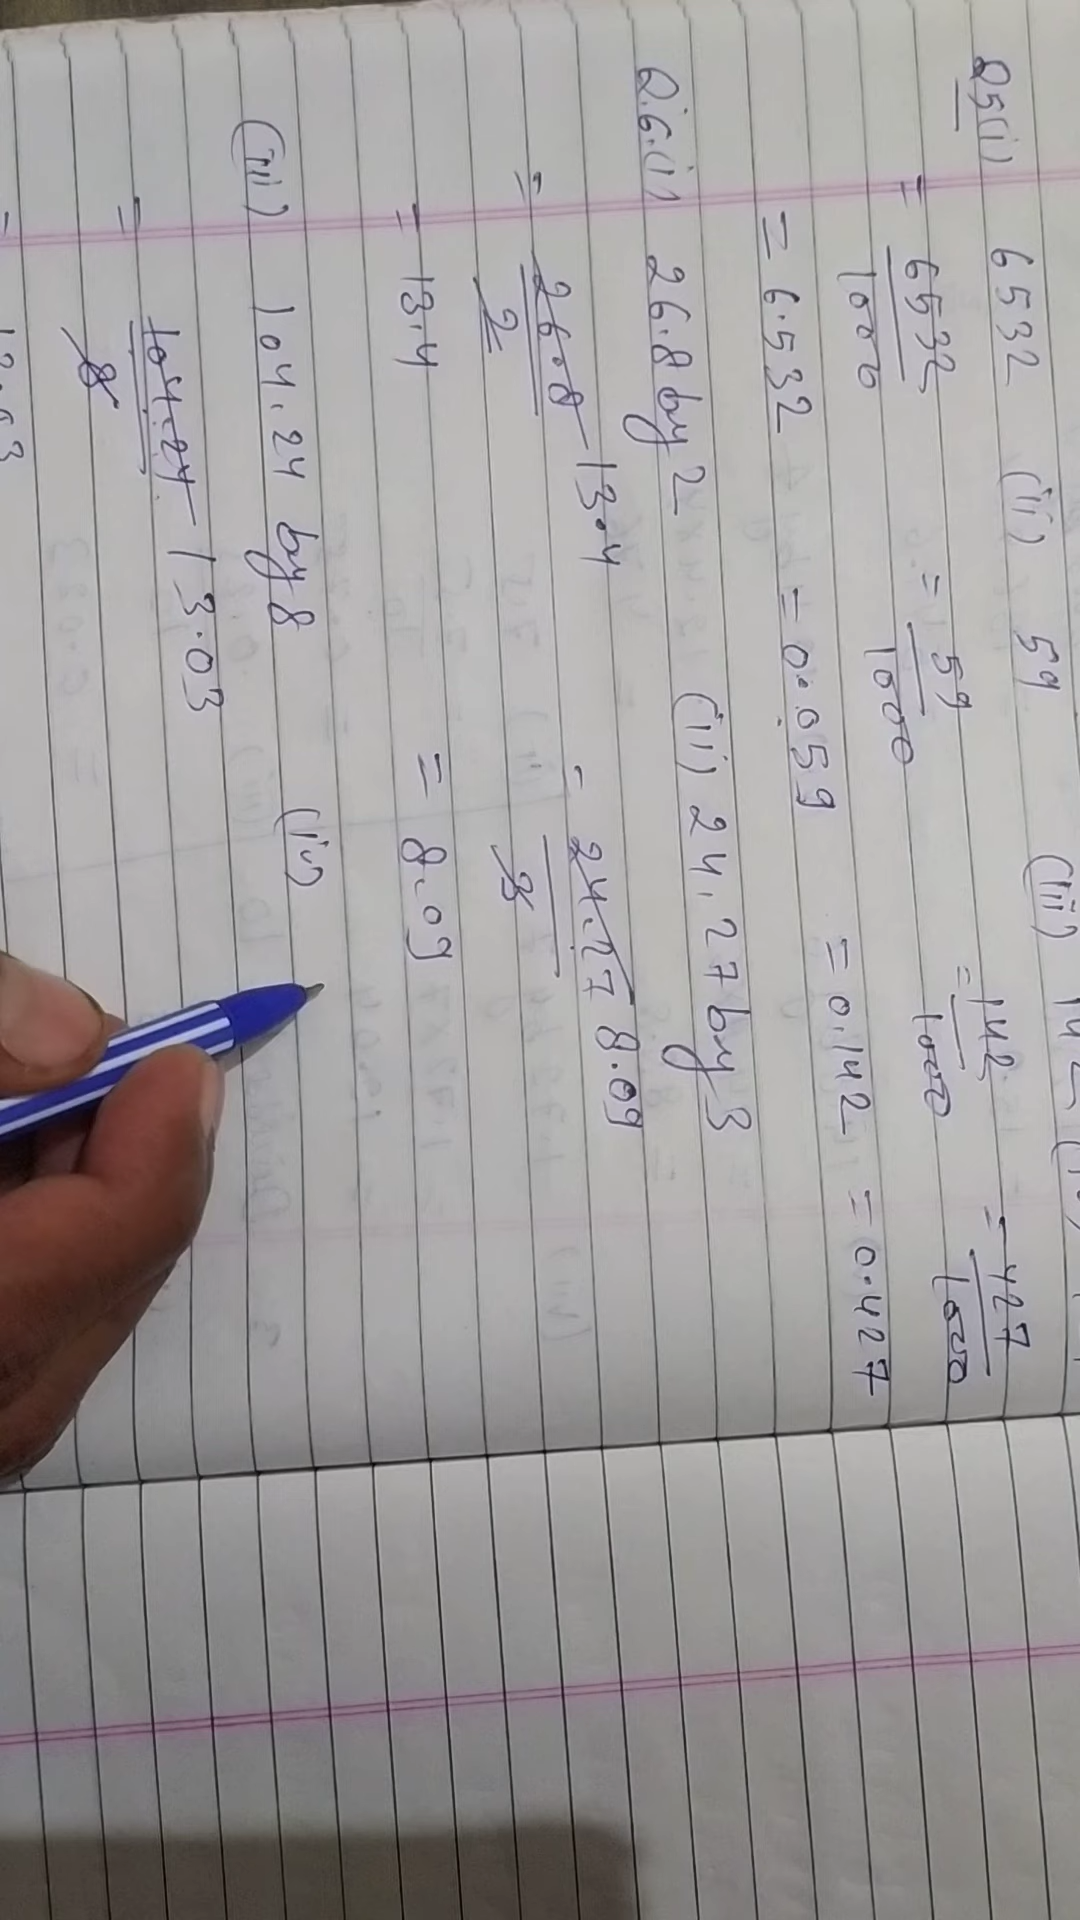 Q5(i) 6532 (ii) 59 (iii) 142
= 6532/1000 = 59/1000 = 142/1000 = 427/1000
= 6.532 = 0.059 = 0.142 = 0.427
Q.6.(i) 26.8 by 2 (ii) 24.27 by 3
= 26.8/2 13.4 = 24.27/3 8.09
= 13.4 = 8.09
(iii) 104.24 by 8 (iv)
= 104.24/8 13.03
= 13.03